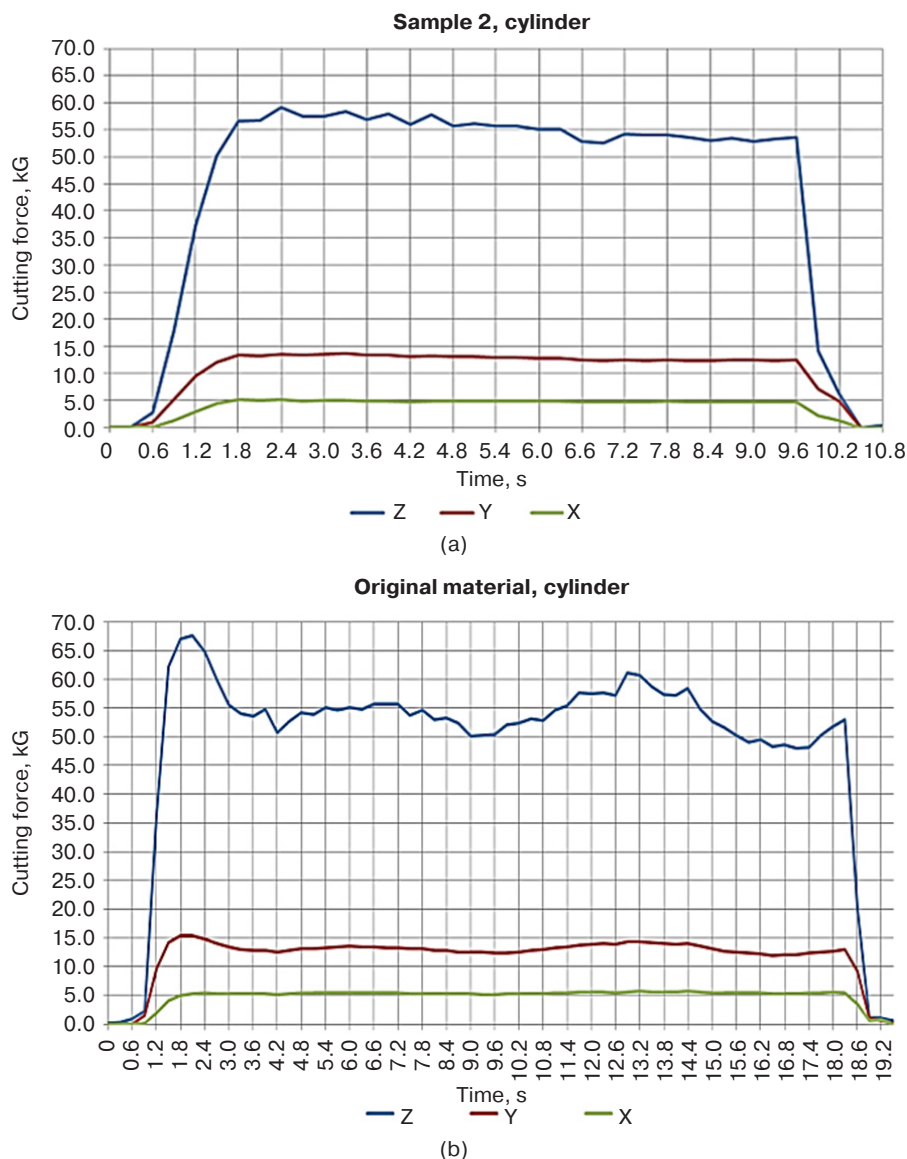 Sample 2, cylinder
70.0
65.0
60.0
55.0
50.0
45.0
40.0
35.0
30.0
25.0
20.0
15.0
10.0
5.0
0.0
Cutting force, kG
0 0.6 1.2 1.8 2.4 3.0 3.6 4.2 4.8 5.4 6.0 6.6 7.2 7.8 8.4 9.0 9.6 10.2 10.8
Time, s
Z Y X
(a)
Original material, cylinder
70.0
65.0
60.0
55.0
50.0
45.0
40.0
35.0
30.0
25.0
20.0
15.0
10.0
5.0
0.0
Cutting force, kG
0 0.6 1.2 1.8 2.4 3.0 3.6 4.2 4.8 5.4 6.0 6.6 7.2 7.8 8.4 9.0 9.6 10.2 10.8 11.4 12.0 12.6 13.2 13.8 14.4 15.0 15.6 16.2 16.8 17.4 18.0 18.6 19.2
Time, s
Z Y X
(b)